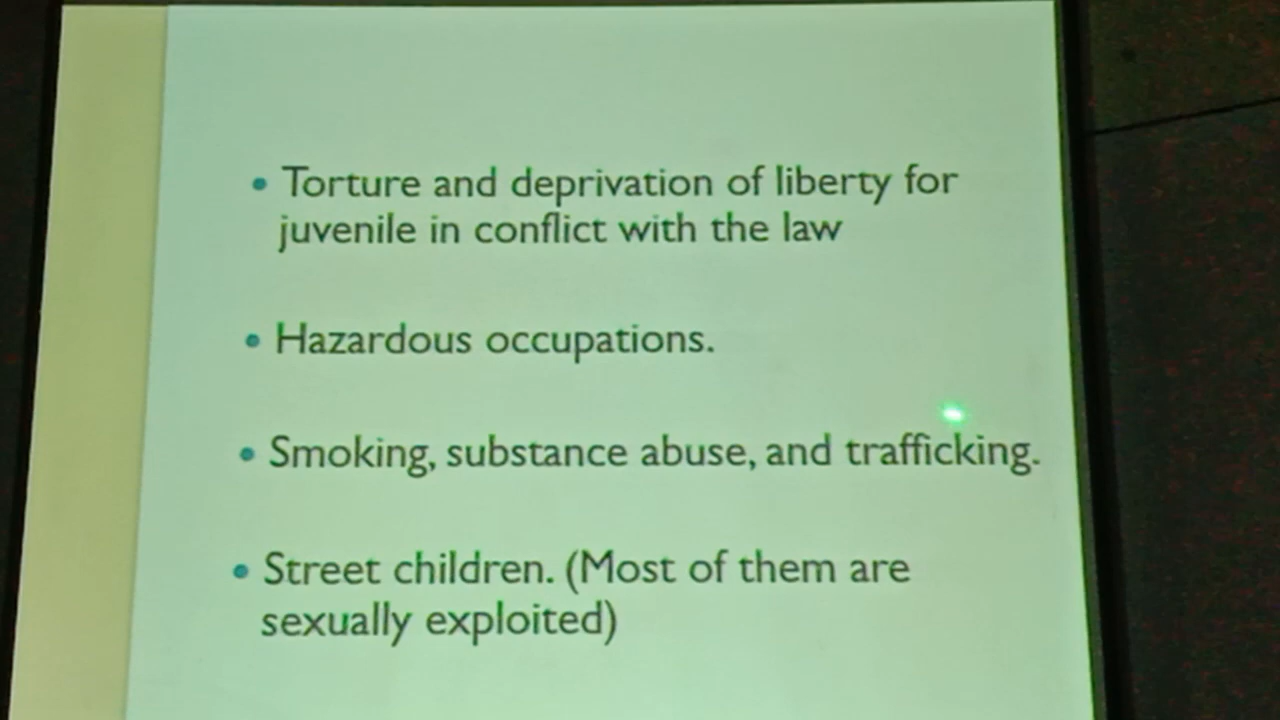 • Torture and deprivation of liberty for
juvenile in conflict with the law
• Hazardous occupations.
• Smoking, substance abuse, and trafficking.
• Street children. (Most of them are
sexually exploited)